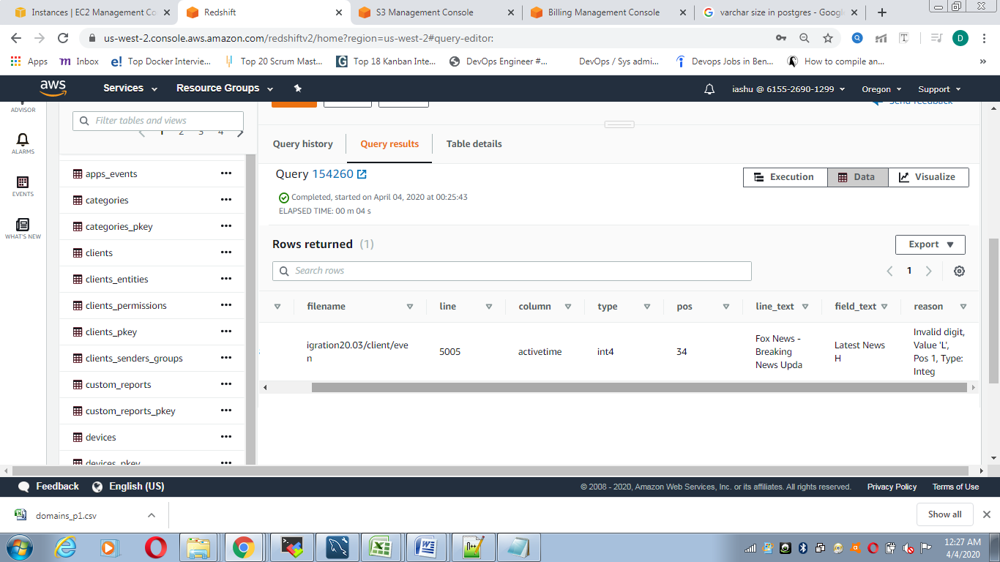 Instances | EC2 Management Co
Redshift
S3 Management Console
Billing Management Console
varchar size in postgres - Google
us-west-2.console.aws.amazon.com/redshiftv2/home?region=us-west-2#query-editor:
D
Apps
Inbox
Top Docker Intervie...
Top 20 Scrum Mast...
Top 18 Kanban Inte...
DevOps Engineer #...
DevOps / Sys admi...
Devops Jobs in Ben...
How to compile an...
aws
Services
Resource Groups
iashu @ 6155-2690-1299
Oregon
Support
ADVISOR
ALARMS
EVENTS
WHAT'S NEW
Filter tables and views
1 2 3 4
apps_events
categories
categories_pkey
clients
clients_entities
clients_permissions
clients_pkey
clients_senders_groups
custom_reports
custom_reports_pkey
devices
devices_pkey
Send feedback
Query history
Query results
Table details
Query 154260
Completed, started on April 04, 2020 at 00:25:43
ELAPSED TIME: 00 m 04 s
Execution
Data
Visualize
Rows returned (1)
Export
Search rows
1
filename line column type pos line_text field_text reason
igration20.03/client/eve
n
5005
activetime
int4
34
Fox News -
Breaking
News Upda
Latest News
H
Invalid digit,
Value 'L',
Pos 1, Type:
Integ
Feedback
English (US)
© 2008 - 2020, Amazon Web Services, Inc. or its affiliates. All rights reserved.
Privacy Policy
Terms of Use
domains_p1.csv
Show all
12:27 AM
4/4/2020